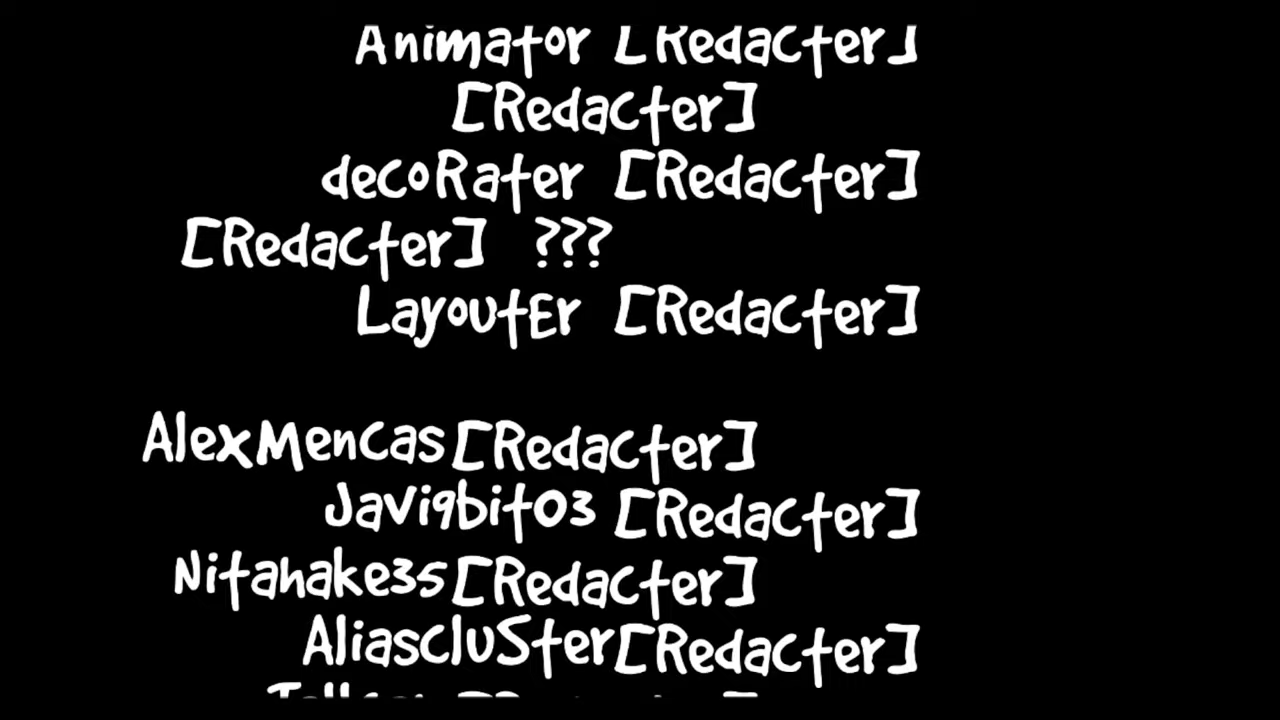 Animator [Redacter]
[Redacter]
decoRater [Redacter]
[Redacter] ???
LayoutEr [Redacter]
AlexMencas [Redacter]
Javi9bit03 [Redacter]
Nitahake35 [Redacter]
AliascluSter [Redacter]